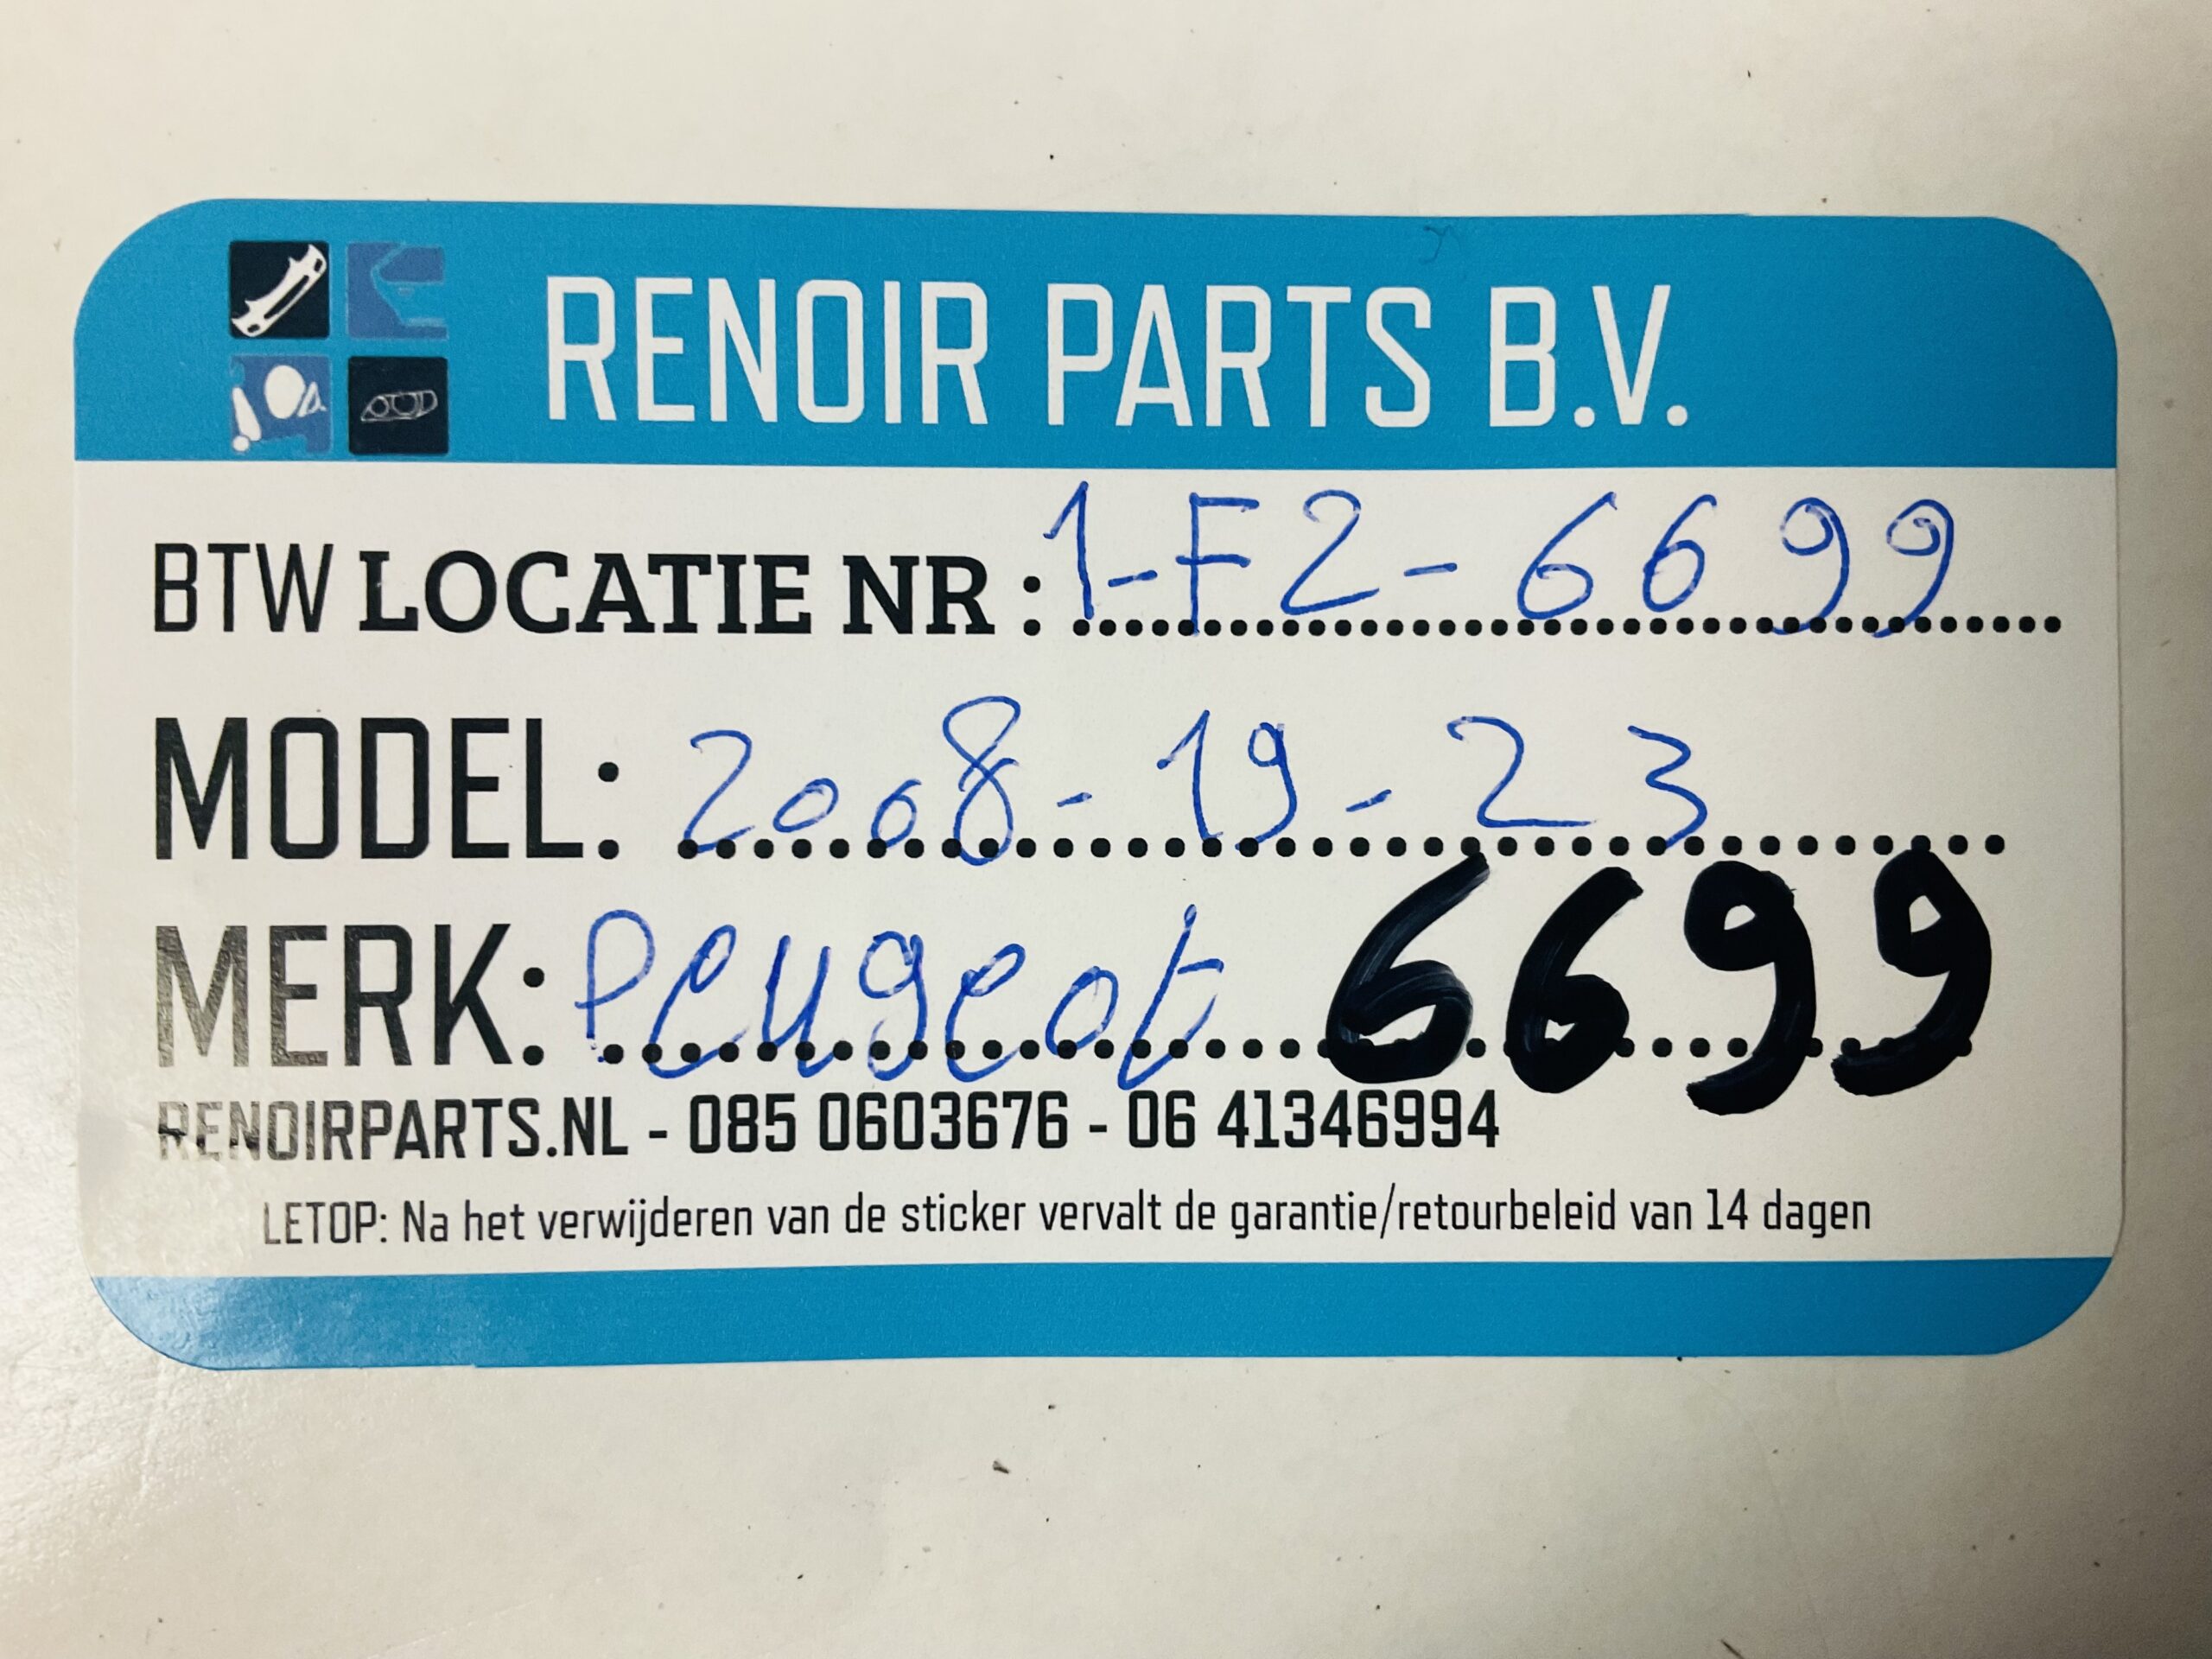 RENOIR PARTS B.V.
BTW LOCATIE NR : 1-F2-6699
MODEL: 2008-19-23
MERK: Peugeot 6699
RENOIRPARTS.NL - 085 0603676 - 06 41346994
LETOP: Na het verwijderen van de sticker vervalt de garantie/retourbeleid van 14 dagen